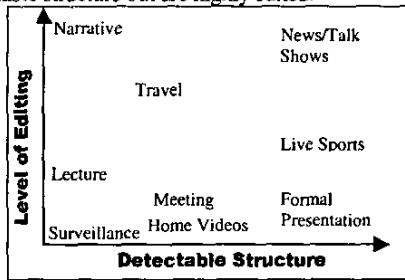 Narrative
News/Talk
Shows
Travel
Live Sports
Lecture
Meeting
Formal
Surveillance
Home Videos
Presentation
Level of Editing
Detectable Structure